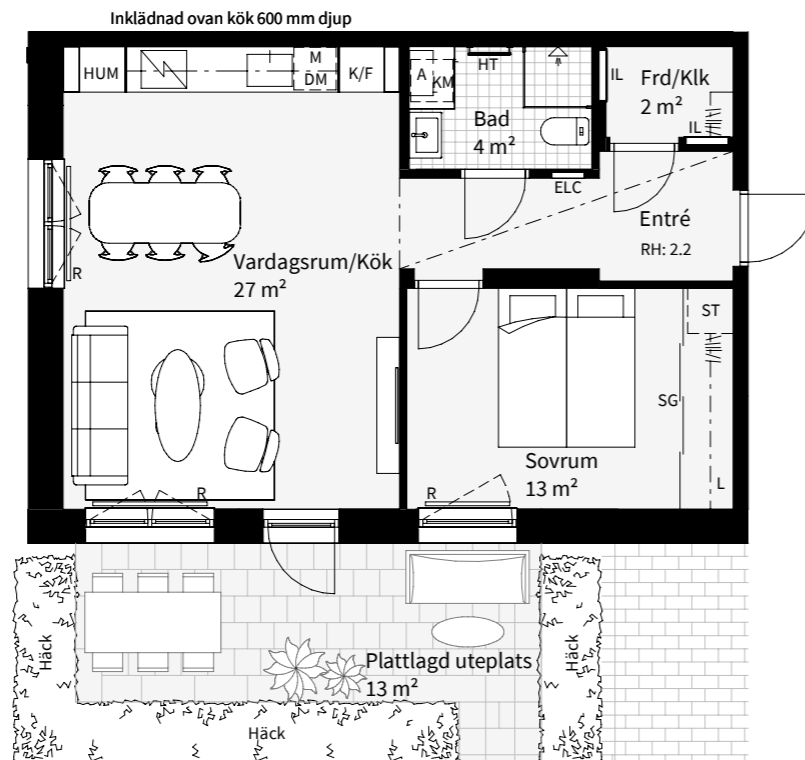 Inklädnad ovan kök 600 mm djup
HUM
M
DM
K/F
A
KM
HT
Bad
4 m²
IL
Frd/Klk
2 m²
IL
ELC
Entré
RH: 2.2
R
Vardagsrum/Kök
27 m²
ST
SG
Sovrum
13 m²
L
R
R
Häck
Plattlagd uteplats
13 m²
Häck
Häck